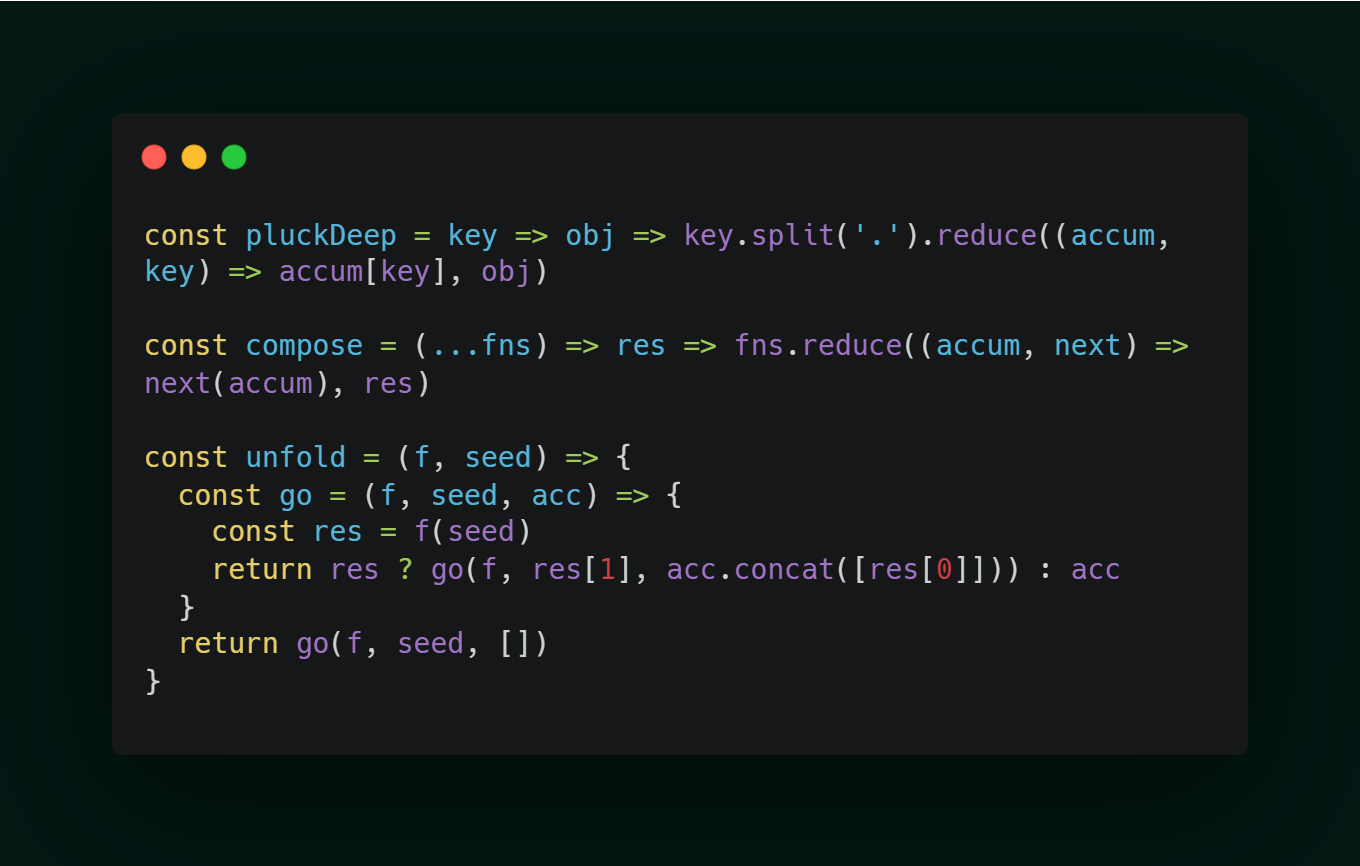 const pluckDeep = key => obj => key.split('.').reduce((accum,
key) => accum[key], obj)

const compose = (...fns) => res => fns.reduce((accum, next) =>
next(accum), res)

const unfold = (f, seed) => {
  const go = (f, seed, acc) => {
    const res = f(seed)
    return res ? go(f, res[1], acc.concat([res[0]])) : acc
  }
  return go(f, seed, [])
}